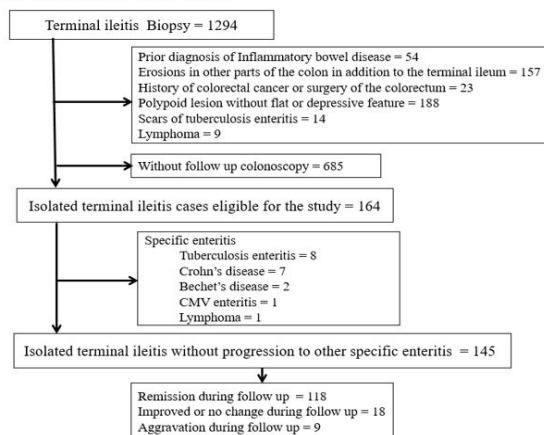 Terminal ileitis Biopsy = 1294
Prior diagnosis of Inflammatory bowel disease = 54
Erosions in other parts of the colon in addition to the terminal ileum = 157
History of colorectal cancer or surgery of the colorectum = 23
Polypoid lesion without flat or depressive feature = 188
Scars of tuberculosis enteritis = 14
Lymphoma = 9
Without follow up colonoscopy = 685
Isolated terminal ileitis cases eligible for the study = 164
Specific enteritis
Tuberculosis enteritis = 8
Crohn's disease = 7
Bechet's disease = 2
CMV enteritis = 1
Lymphoma = 1
Isolated terminal ileitis without progression to other specific enteritis = 145
Remission during follow up = 118
Improved or no change during follow up = 18
Aggravation during follow up = 9